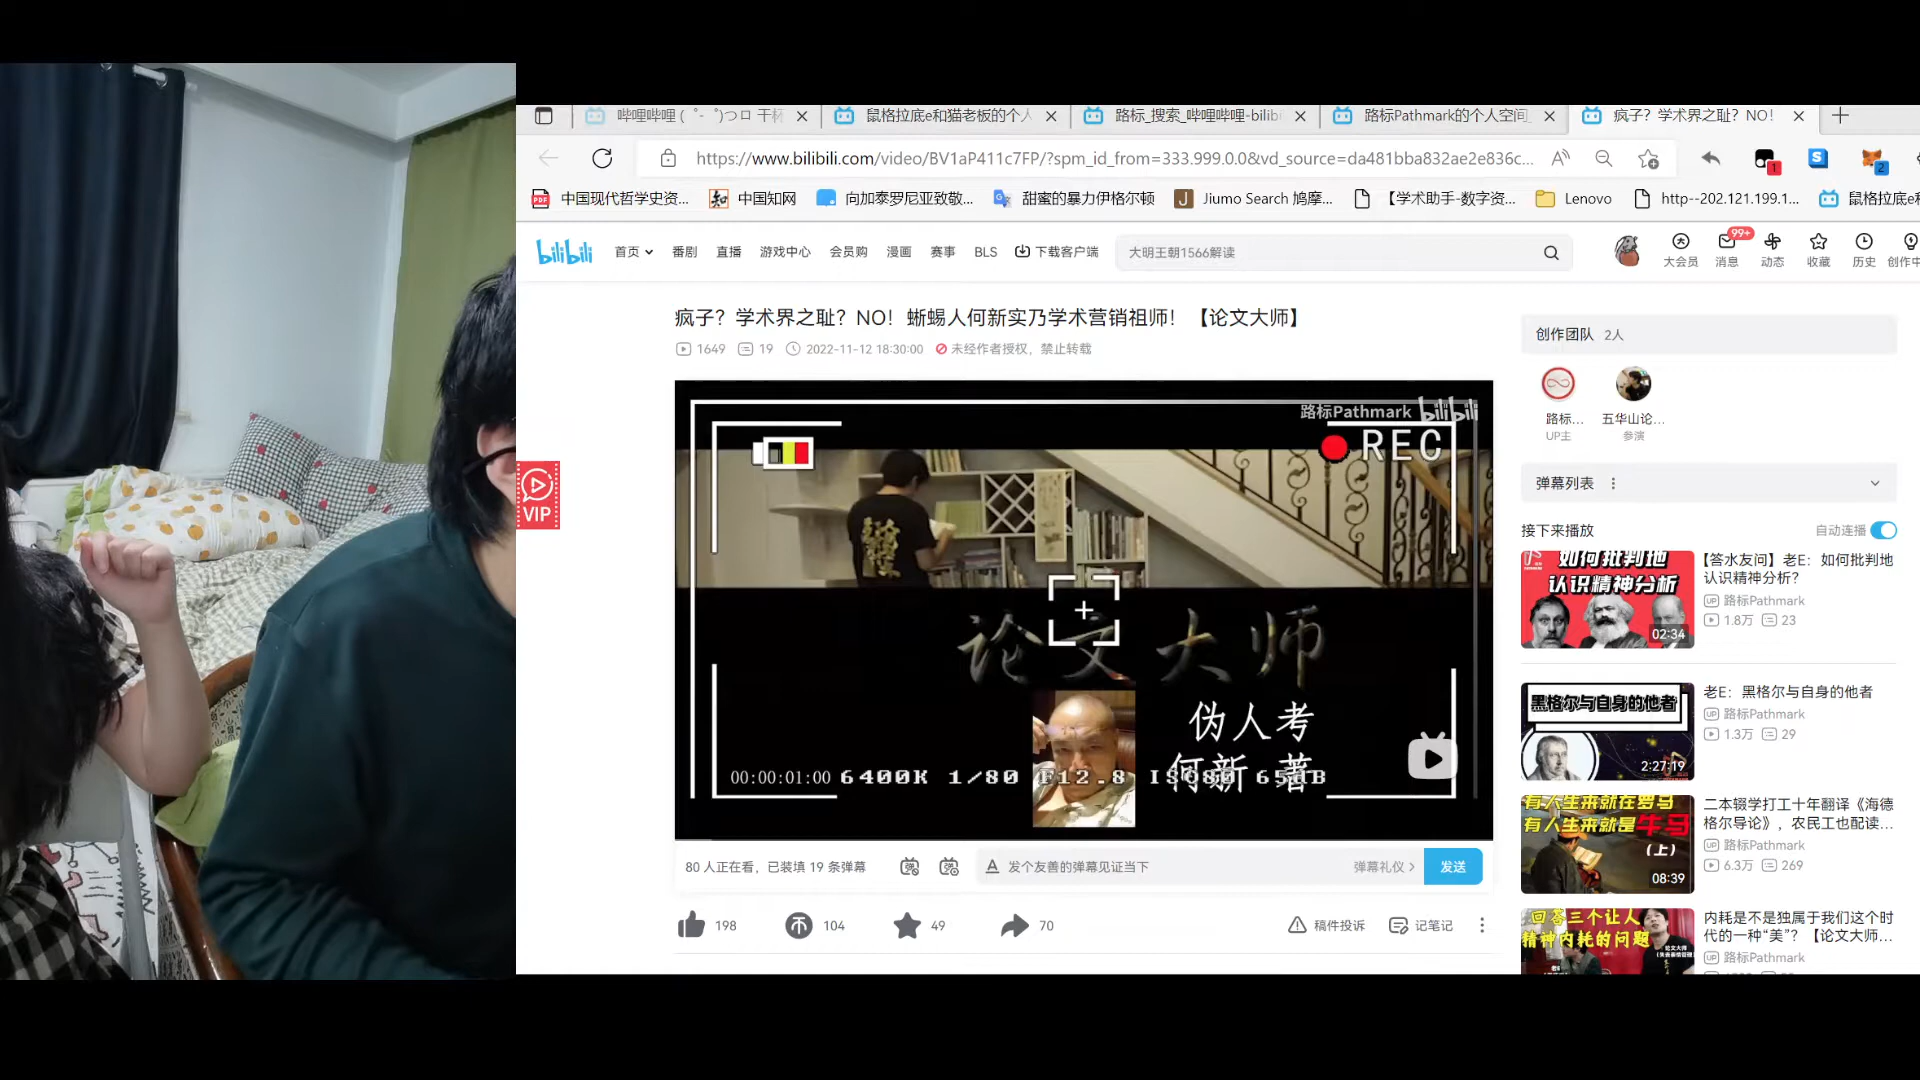 哔哩哔哩 (゜-゜)つロ 干杯
鼠格拉底e和猫老板的个人
路标_搜索_哔哩哔哩-bilibi
路标Pathmark的个人空间_
疯子？学术界之耻？NO！
https://www.bilibili.com/video/BV1aP411c7FP/?spm_id_from=333.999.0.0&vd_source=da481bba832ae2e836c...
中国现代哲学史资...
中国知网
向加泰罗尼亚致敬...
甜蜜的暴力伊格尔顿
Jiumo Search 鸠摩...
【学术助手-数字资...
Lenovo
http--202.121.199.1...
鼠格拉底e和
bilibili
首页
番剧
直播
游戏中心
会员购
漫画
赛事
BLS
下载客户端
大明王朝1566解读
大会员
99+
消息
动态
收藏
历史
创作中
疯子？学术界之耻？NO！蜥蜴人何新实乃学术营销祖师！【论文大师】
1649
19
2022-11-12 18:30:00
未经作者授权，禁止转载
VIP
路标Pathmark bilibili
REC
论文大师
伪人考
何新 著
00:00:01:00 6400K 1/80 F12.8 ISO80 65dB
80 人正在看，已装填 19 条弹幕
发个友善的弹幕见证当下
弹幕礼仪 >
发送
198
104
49
70
稿件投诉
记笔记
创作团队 2人
路标...
UP主
五华山论...
参演
弹幕列表
接下来播放
自动连播
如何批判地
认识精神分析
02:34
【答水友问】老E：如何批判地
认识精神分析？
路标Pathmark
1.8万
23
黑格尔与自身的他者
2:27:19
老E：黑格尔与自身的他者
路标Pathmark
1.3万
29
有人生来就在罗马
有人生来就是牛马
(上)
08:39
二本辍学打工十年翻译《海德
格尔导论》，农民工也配读...
路标Pathmark
6.3万
269
回答三个让人
精神内耗的问题
内耗是不是独属于我们这个时
代的一种“美”？【论文大师...
路标Pathmark